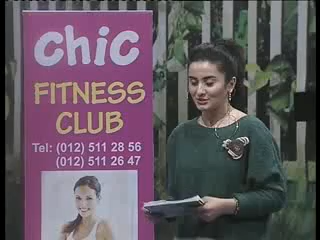 chic
FITNESS
CLUB
Tel: (012) 511 28 56
(012) 511 26 47